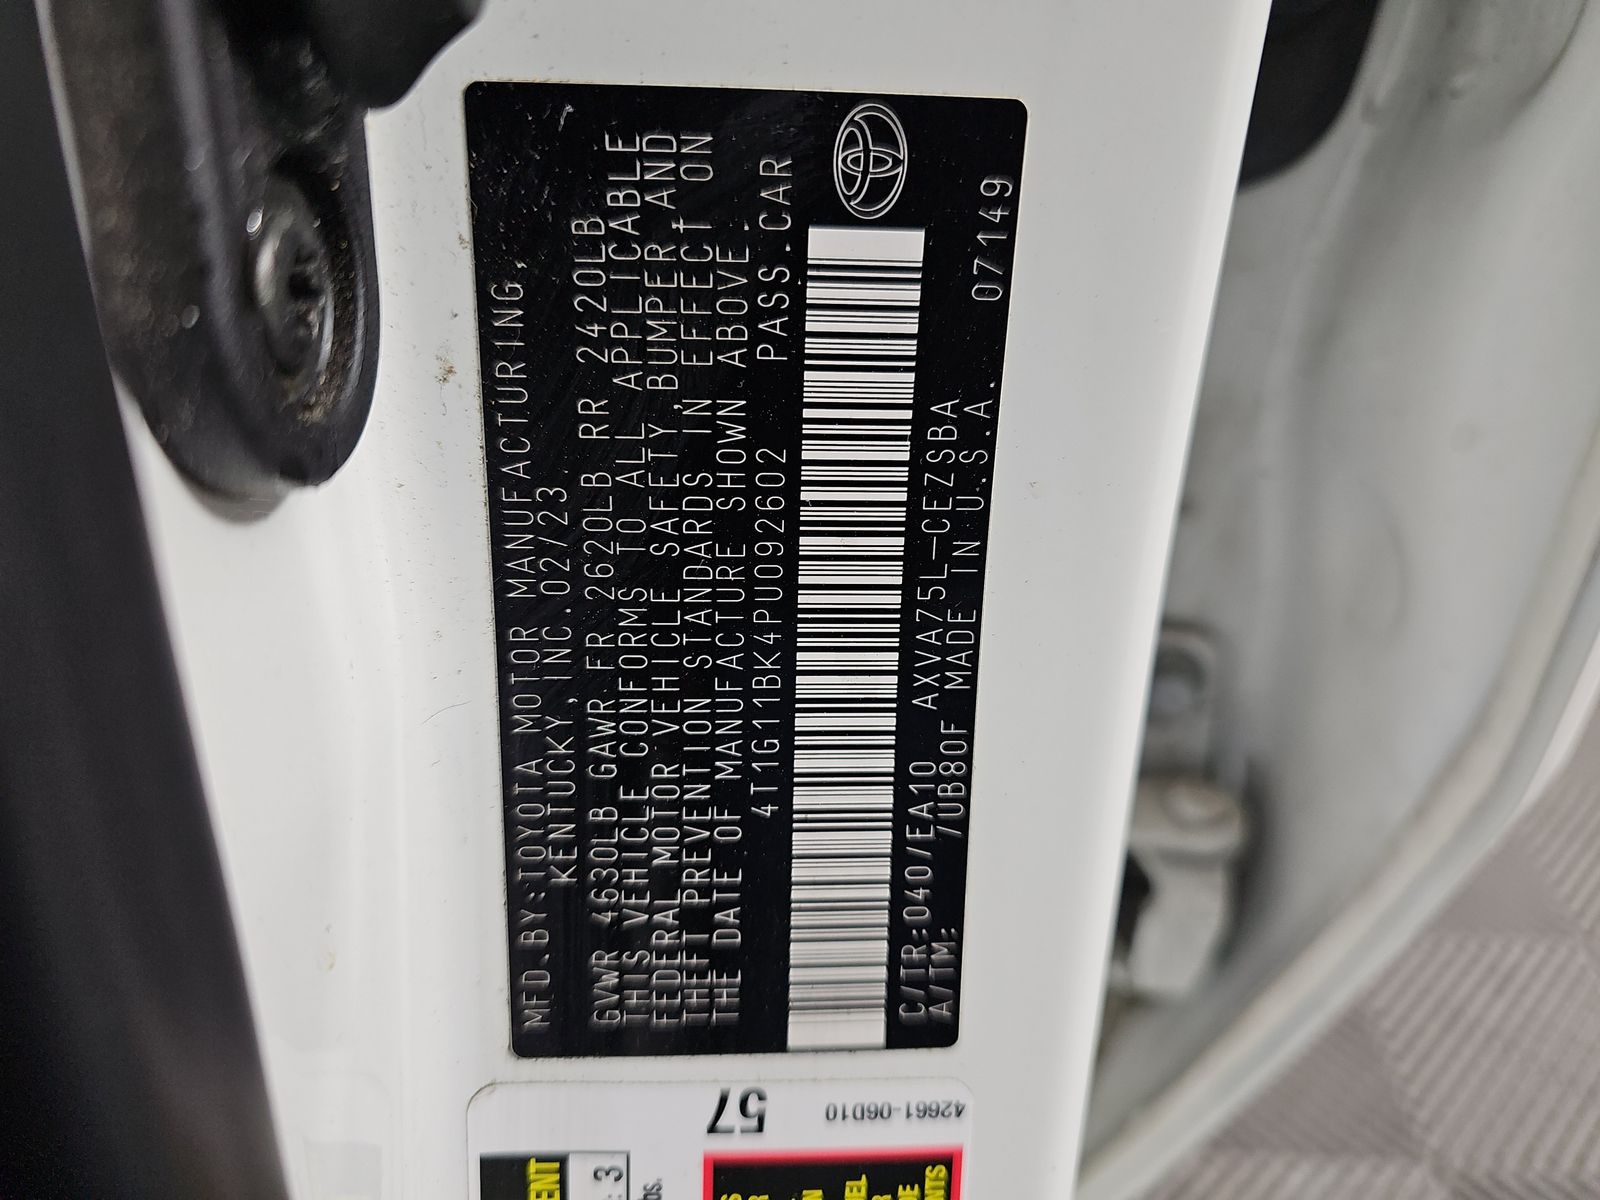 MFD.BY:TOYOTA MOTOR MANUFACTURING,
KENTUCKY,INC.02/23
GVWR 4630LB GAWR FR 2620LB RR 2420LB
THIS VEHICLE CONFORMS TO ALL APPLICABLE
FEDERAL MOTOR VEHICLE SAFETY,BUMPER,AND
THEFT PREVENTION STANDARDS IN EFFECT ON
THE DATE OF MANUFACTURE SHOWN ABOVE.
4T1G11BK4PU092602 PASS.CAR
C/TR:040/EA10 AXVA75L-CEZSBA 07149
A/TM: 7UB80F MADE IN U.S.A.
57
42661-06D10
3